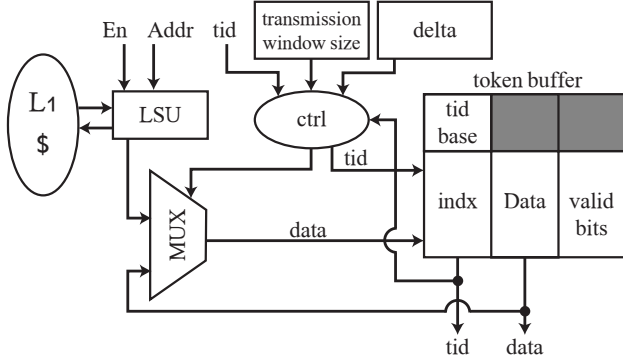 En Addr tid
transmission
window size
delta
L1
$
LSU
ctrl
token buffer
tid
base
tid
indx
Data
valid
bits
MUX
data
tid
data